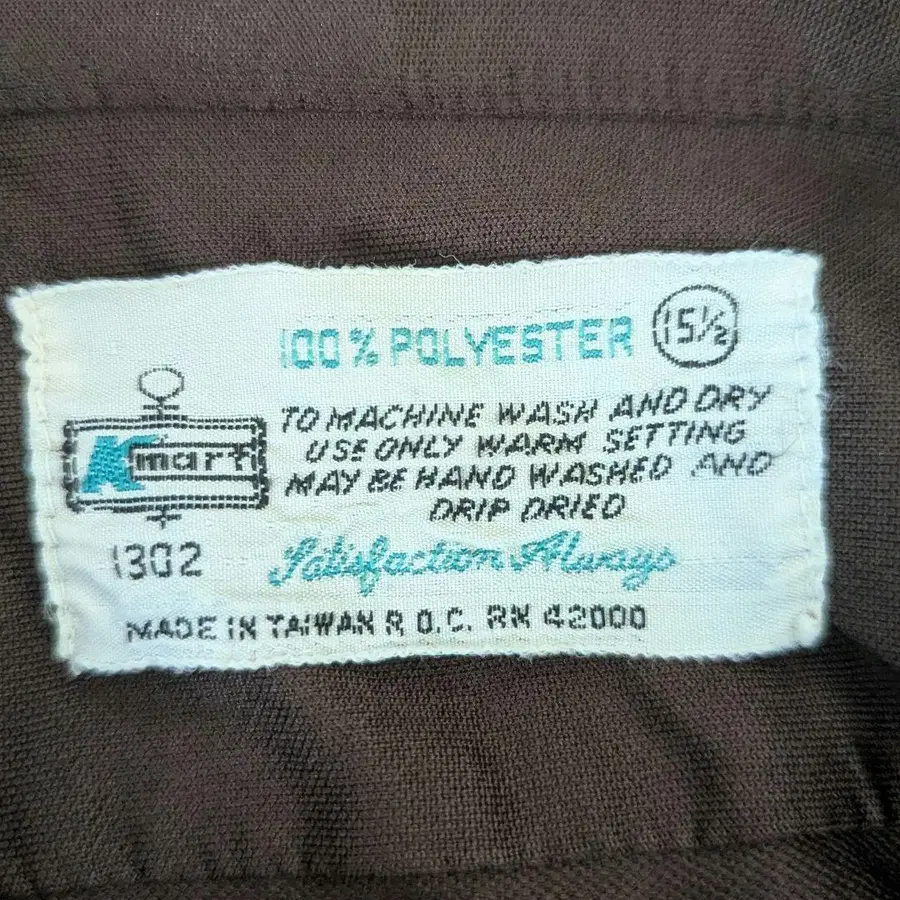 100% POLYESTER 15½
TO MACHINE WASH AND DRY
USE ONLY WARM SETTING
MAY BE HAND WASHED AND
DRIP DRIED
Kmart
1302
Satisfaction Always
MADE IN TAIWAN R.O.C. RN 42000